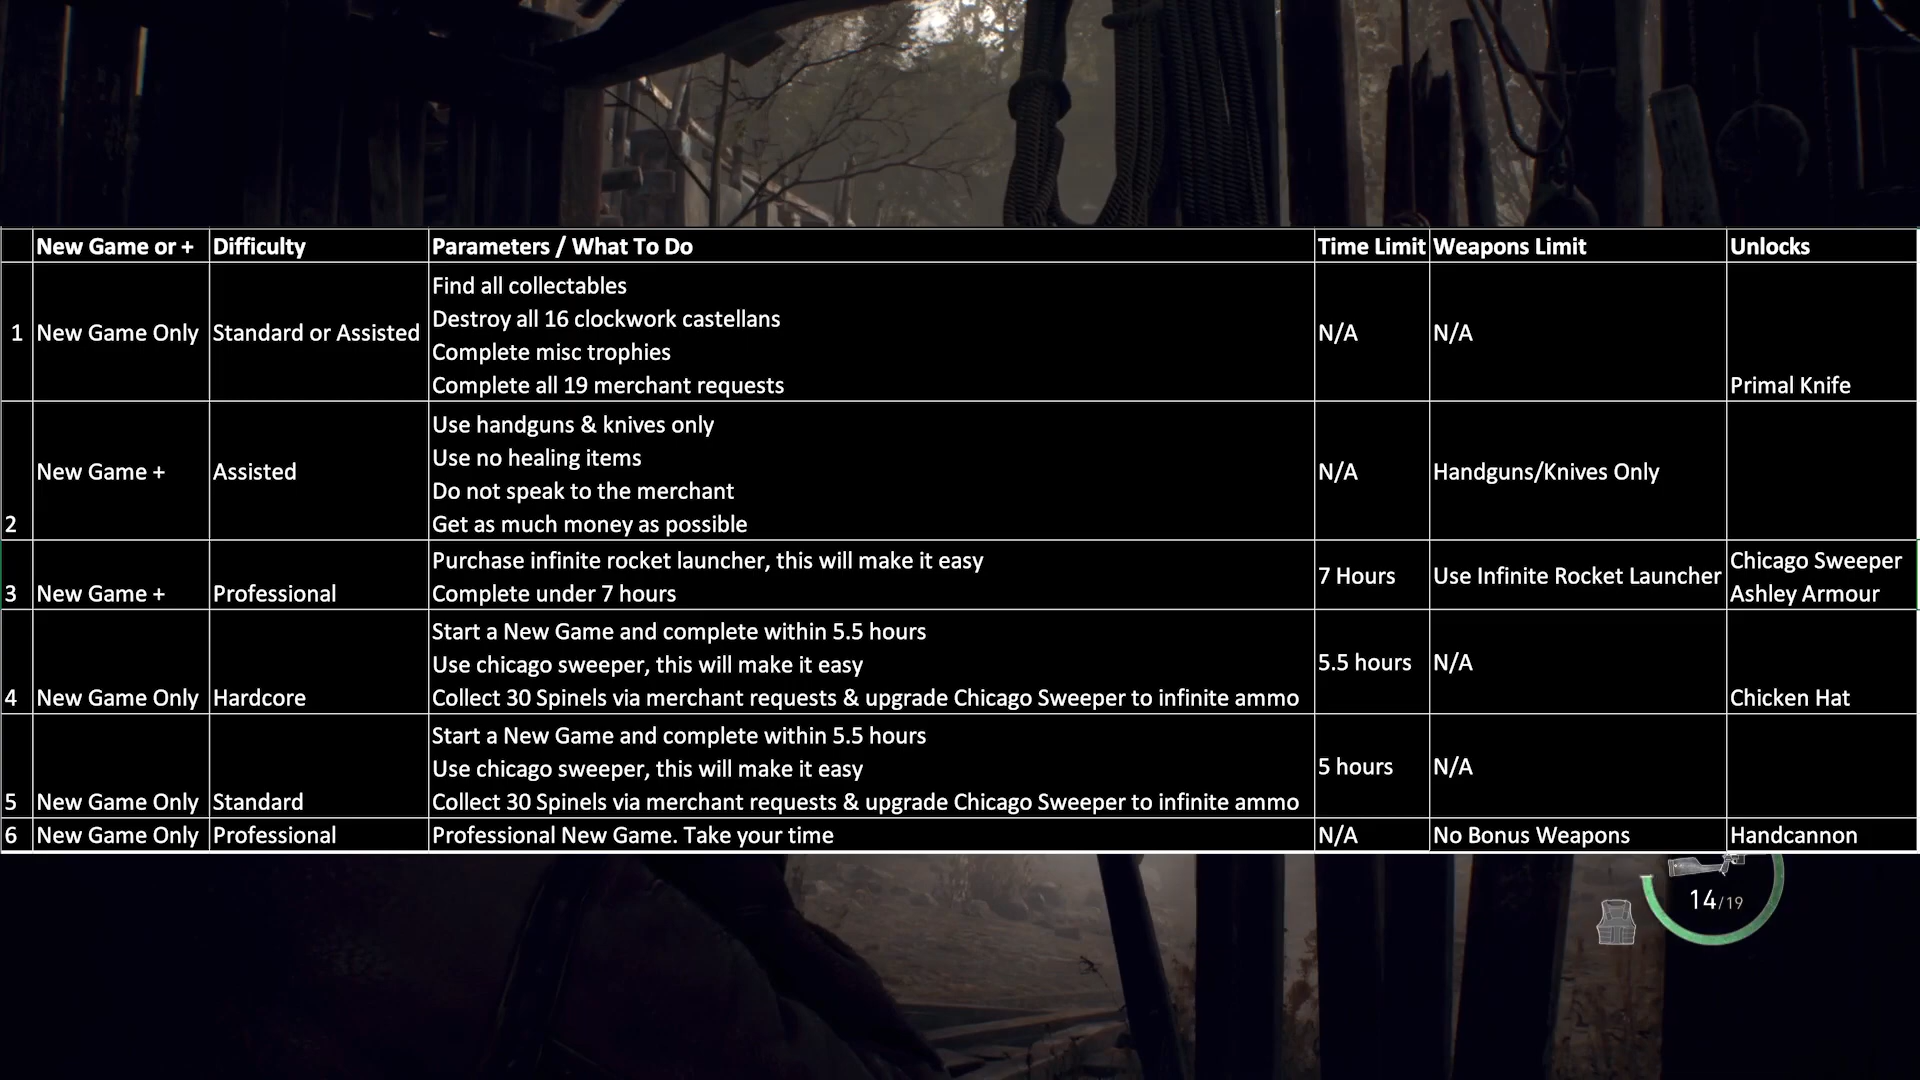 New Game or + Difficulty Parameters / What To Do Time Limit Weapons Limit Unlocks
Find all collectables
Destroy all 16 clockwork castellans
1 New Game Only Standard or Assisted N/A N/A
Complete misc trophies
Complete all 19 merchant requests Primal Knife
Use handguns & knives only
Use no healing items
New Game + Assisted N/A Handguns/Knives Only
Do not speak to the merchant
2 Get as much money as possible
Purchase infinite rocket launcher, this will make it easy Chicago Sweeper
7 Hours Use Infinite Rocket Launcher
3 New Game + Professional Complete under 7 hours Ashley Armour
Start a New Game and complete within 5.5 hours
Use chicago sweeper, this will make it easy 5.5 hours N/A
4 New Game Only Hardcore Collect 30 Spinels via merchant requests & upgrade Chicago Sweeper to infinite ammo Chicken Hat
Start a New Game and complete within 5.5 hours
Use chicago sweeper, this will make it easy 5 hours N/A
5 New Game Only Standard Collect 30 Spinels via merchant requests & upgrade Chicago Sweeper to infinite ammo
6 New Game Only Professional Professional New Game. Take your time N/A No Bonus Weapons Handcannon
14/19